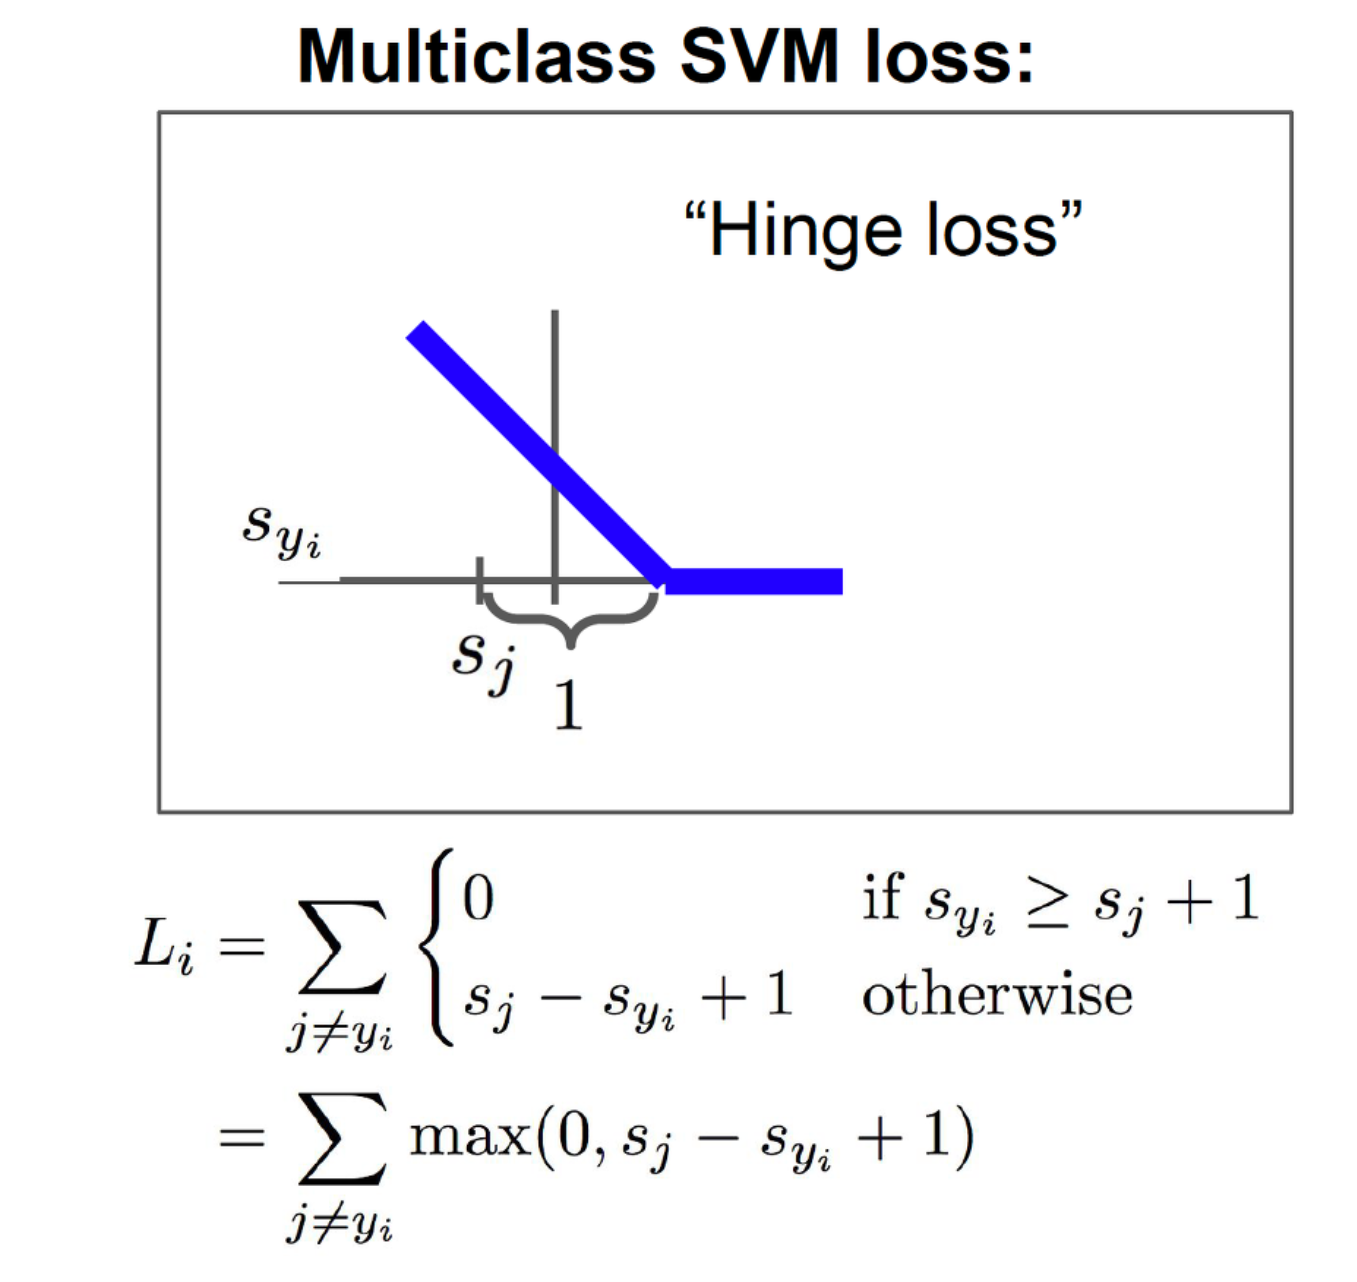 Multiclass SVM loss:
“Hinge loss”
s_{y_i}
s_j
1
L_i = \sum_{j \neq y_i} \begin{cases} 0 & \text{if } s_{y_i} \geq s_j + 1 \\ s_j - s_{y_i} + 1 & \text{otherwise} \end{cases}
= \sum_{j \neq y_i} \max(0, s_j - s_{y_i} + 1)